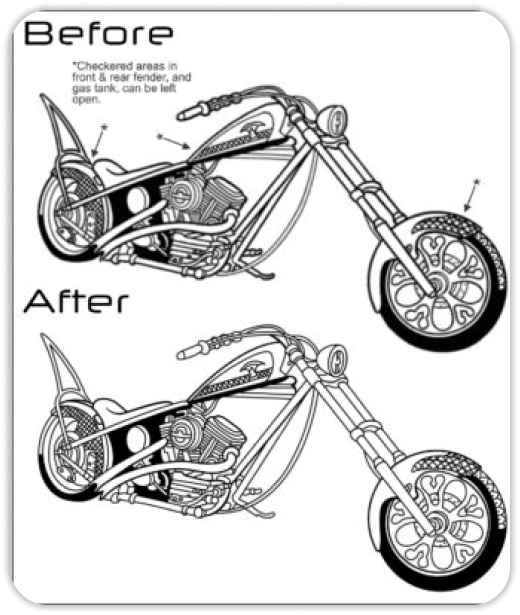 Before
*Checkered areas in
front & rear fender, and
gas tank, can be left
open.
*
*
*
After